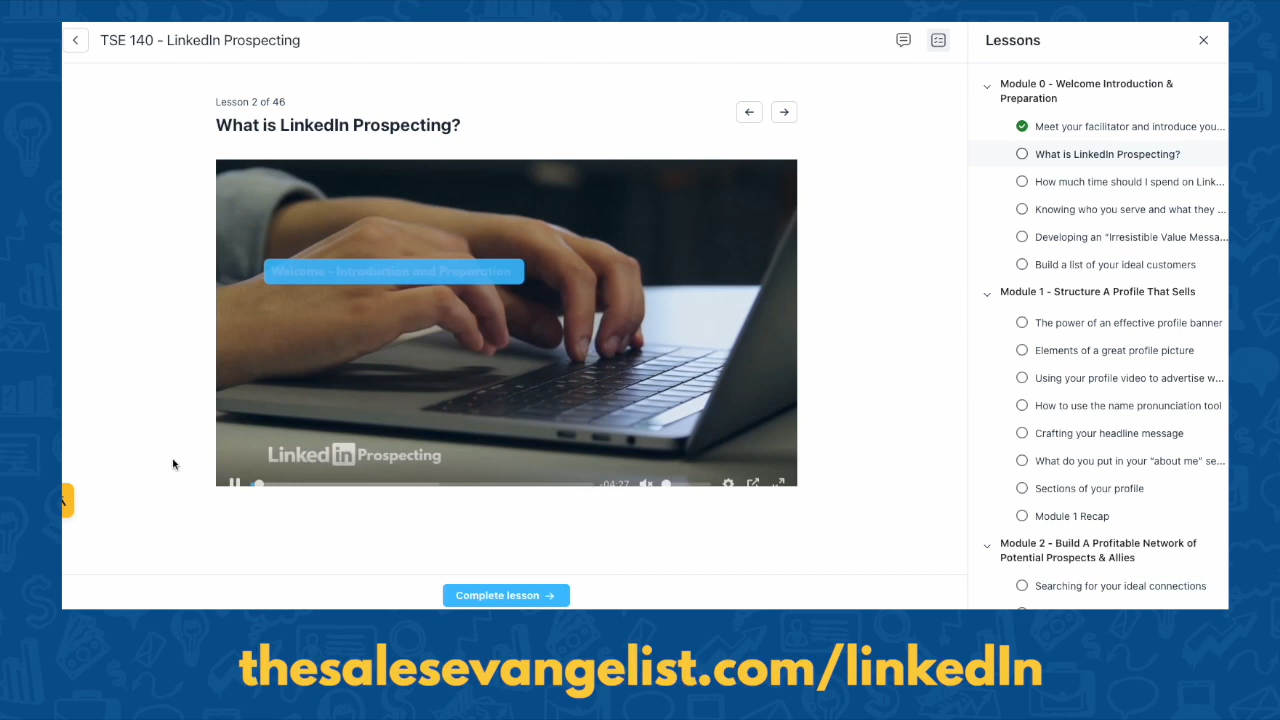 TSE 140 - LinkedIn Prospecting
Lesson 2 of 46
What is LinkedIn Prospecting?
Welcome - Introduction and Preparation
Linked in Prospecting
-04:27
Complete lesson →
Lessons
Module 0 - Welcome Introduction &
Preparation
Meet your facilitator and introduce you...
What is LinkedIn Prospecting?
How much time should I spend on Link...
Knowing who you serve and what they ...
Developing an “Irresistible Value Messa...
Build a list of your ideal customers
Module 1 - Structure A Profile That Sells
The power of an effective profile banner
Elements of a great profile picture
Using your profile video to advertise w...
How to use the name pronunciation tool
Crafting your headline message
What do you put in your “about me” se...
Sections of your profile
Module 1 Recap
Module 2 - Build A Profitable Network of
Potential Prospects & Allies
Searching for your ideal connections
thesalesevangelist.com/linkedIn